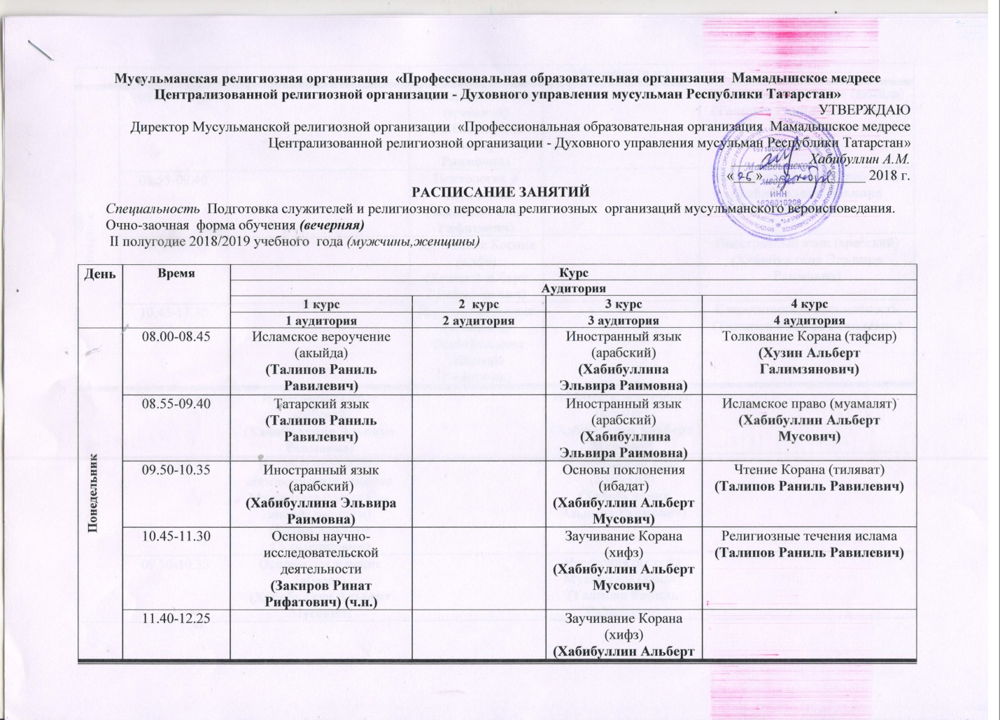 Мусульманская религиозная организация «Профессиональная образовательная организация Мамадышское медресе
Централизованной религиозной организации - Духовного управления мусульман Республики Татарстан»
УТВЕРЖДАЮ
Директор Мусульманской религиозной организации «Профессиональная образовательная организация Мамадышское медресе
Централизованной религиозной организации - Духовного управления мусульман Республики Татарстан»
Хабибуллин А.М.
«25» 2018 г.
Мамадышское
медресе
ИНН
1626010208
РАСПИСАНИЕ ЗАНЯТИЙ
Специальность Подготовка служителей и религиозного персонала религиозных организаций мусульманского вероисповедания.
Очно-заочная форма обучения (вечерняя)
II полугодие 2018/2019 учебного года (мужчины,женщины)
День Время Курс
Аудитория
1 курс 2 курс 3 курс 4 курс
1 аудитория 2 аудитория 3 аудитория 4 аудитория
Понедельник
08.00-08.45 Исламское вероучение Иностранный язык Толкование Корана (тафсир)
(акыйда) (арабский) (Хузин Альберт
(Талипов Раниль (Хабибуллина Галимзянович)
Равилевич) Эльвира Раимовна)
08.55-09.40 Татарский язык Иностранный язык Исламское право (муамалят)
(Талипов Раниль (арабский) (Хабибуллин Альберт
Равилевич) (Хабибуллина Мусович)
Эльвира Раимовна)
09.50-10.35 Иностранный язык Основы поклонения Чтение Корана (тиляват)
(арабский) (ибадат) (Талипов Раниль Равилевич)
(Хабибуллина Эльвира (Хабибуллин Альберт
Раимовна) Мусович)
10.45-11.30 Основы научно- Заучивание Корана Религиозные течения ислама
исследовательской (хифз) (Талипов Раниль Равилевич)
деятельности (Хабибуллин Альберт
(Закиров Ринат Мусович)
Рифатович) (ч.н.)
11.40-12.25 Заучивание Корана
(хифз)
(Хабибуллин Альберт